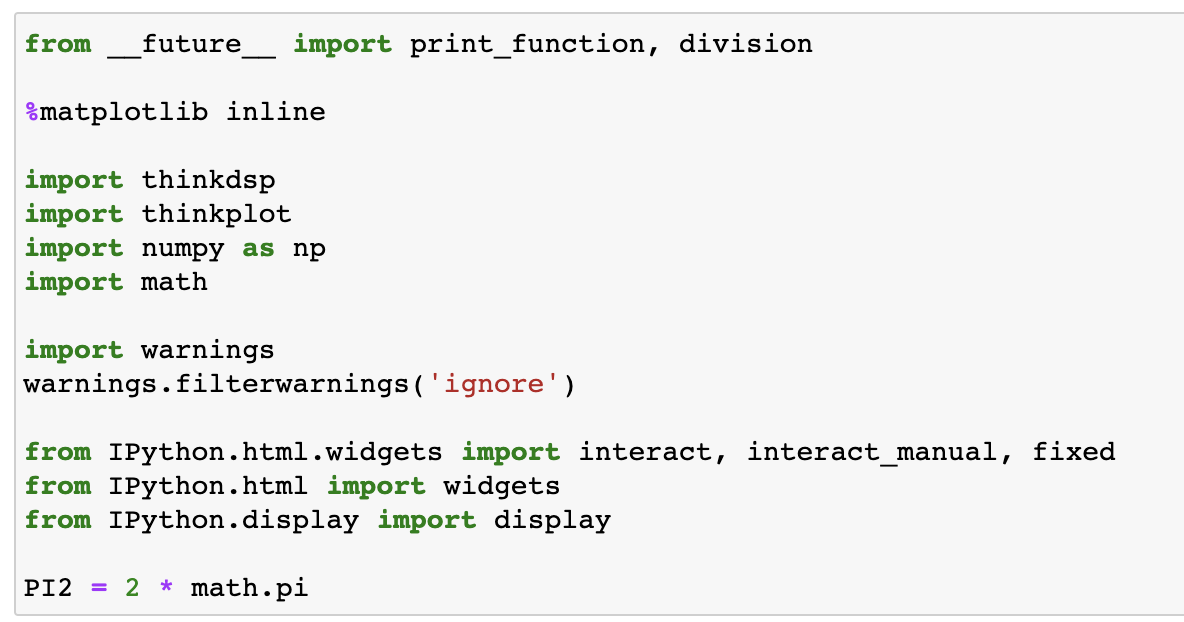 from __future__ import print_function, division
%matplotlib inline
import thinkdsp
import thinkplot
import numpy as np
import math
import warnings
warnings.filterwarnings('ignore')
from IPython.html.widgets import interact, interact_manual, fixed
from IPython.html import widgets
from IPython.display import display
PI2 = 2 * math.pi